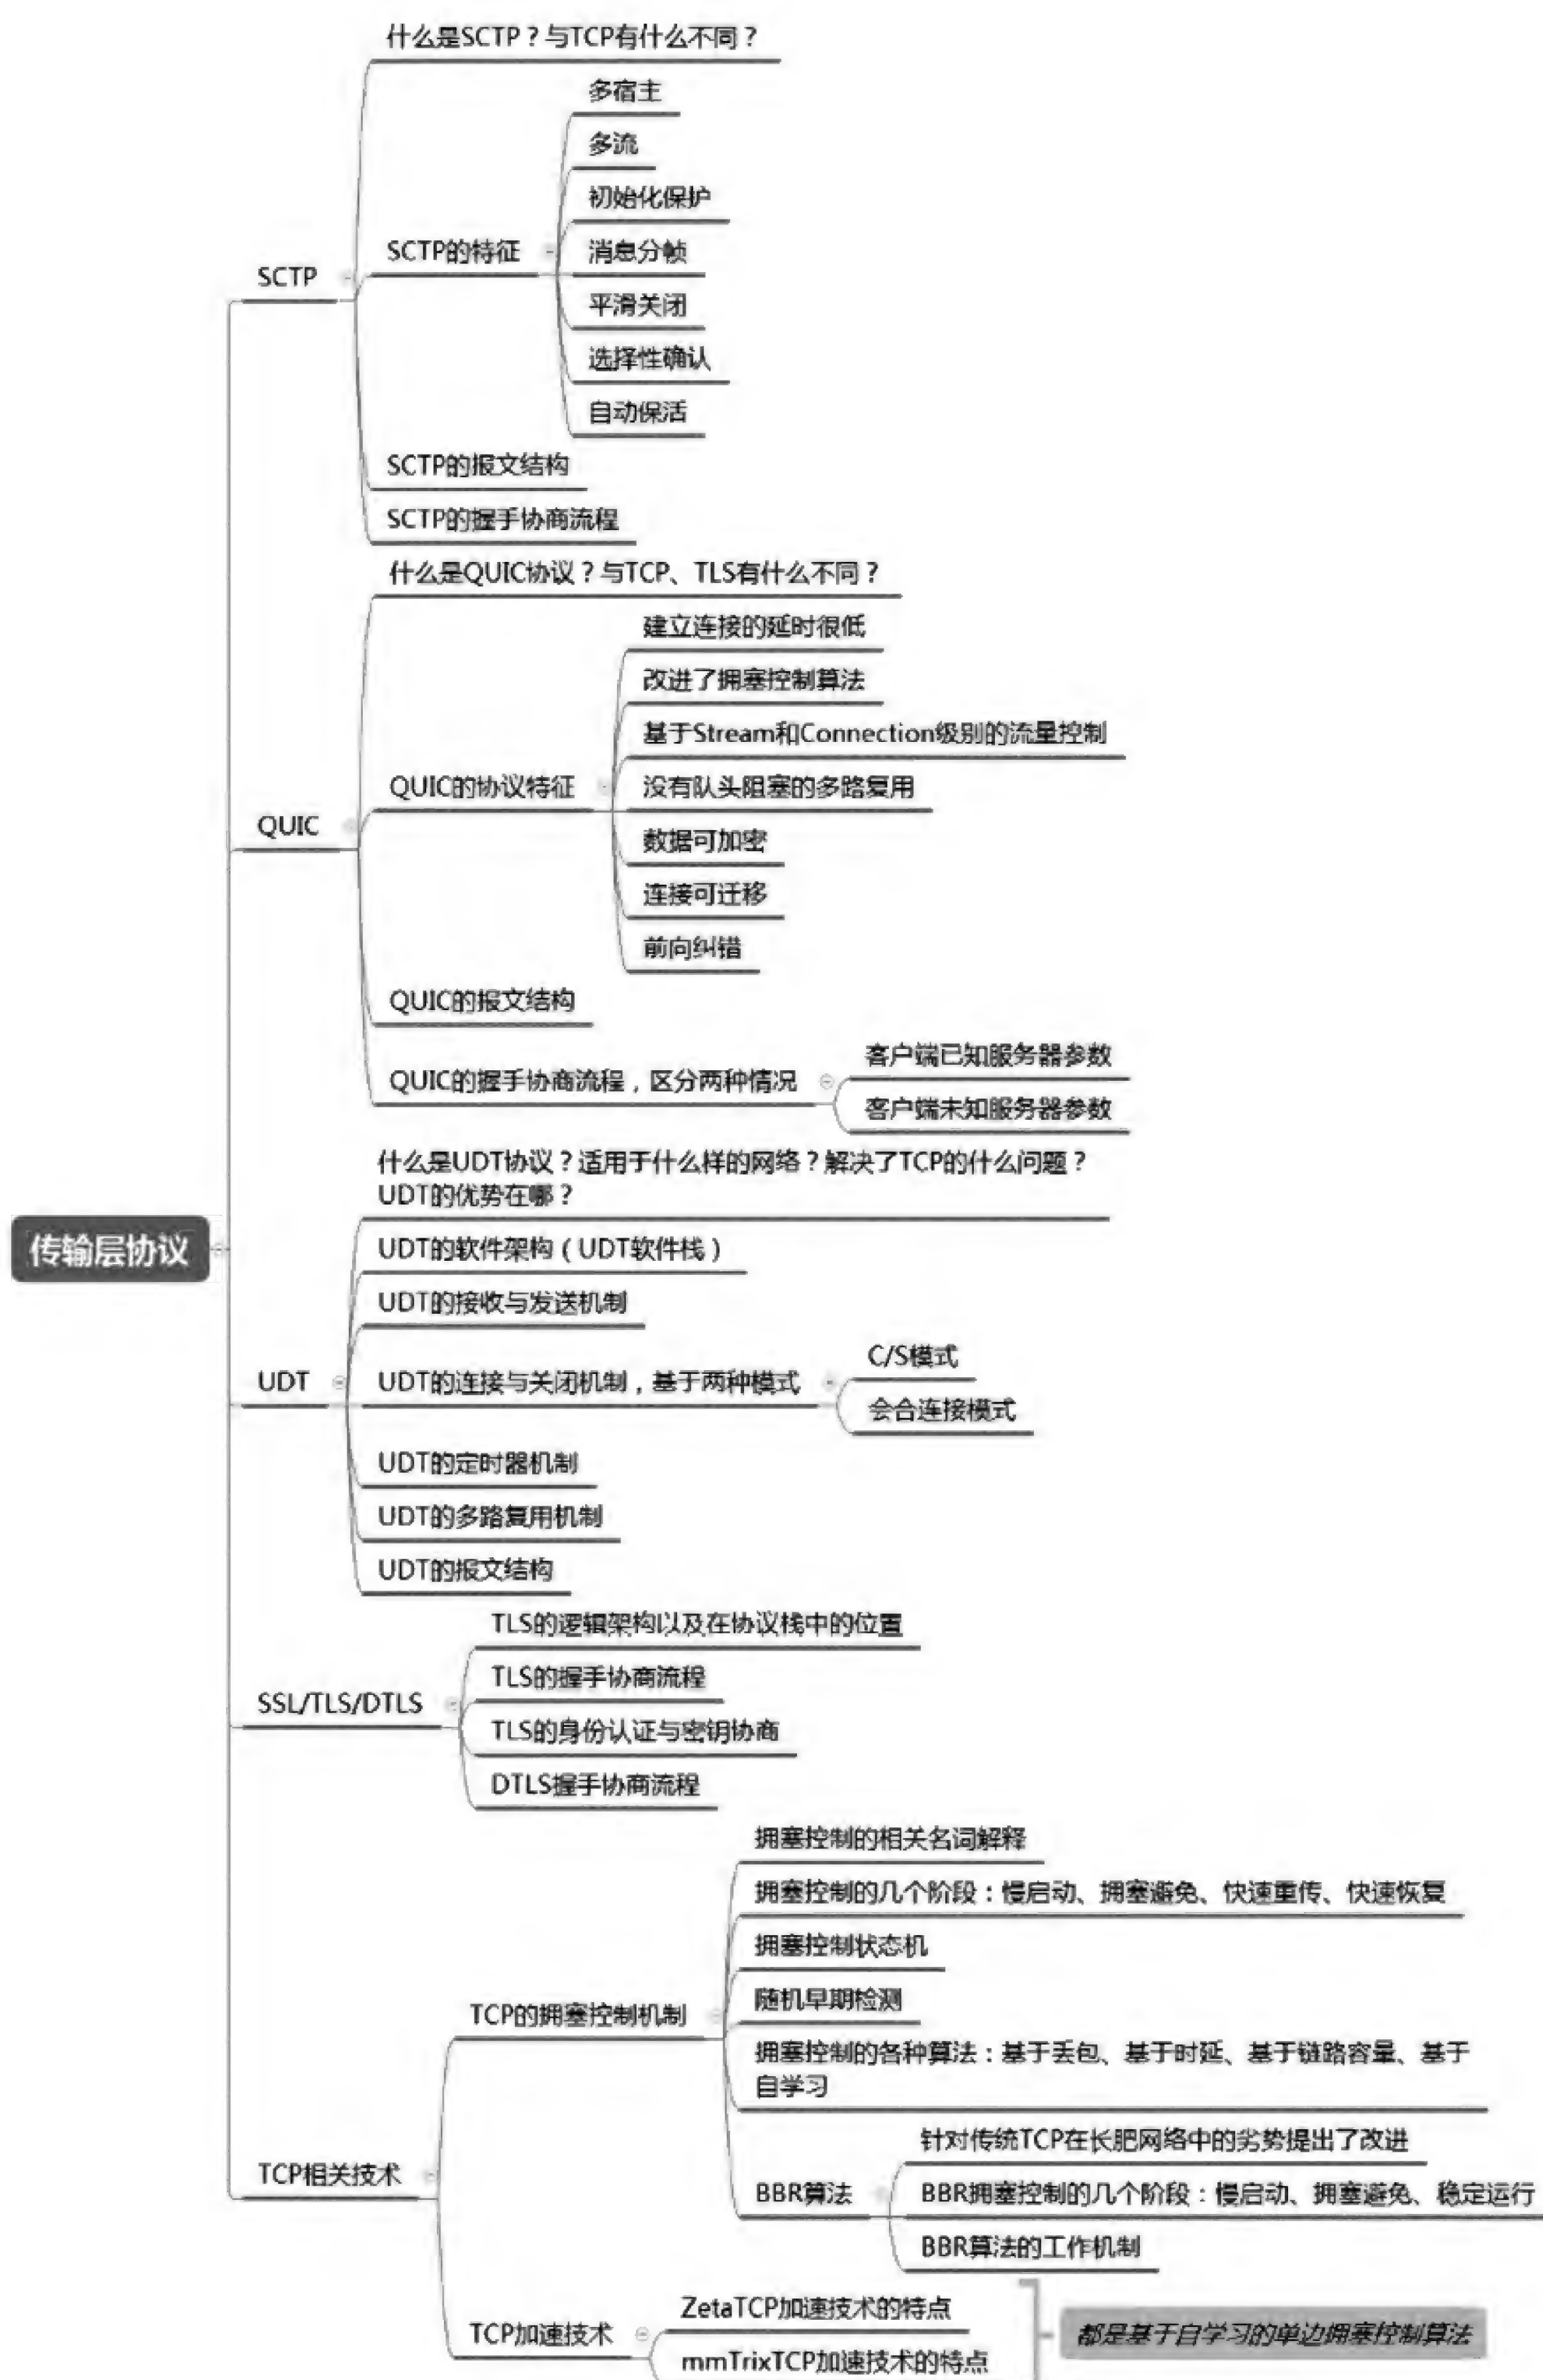 什么是SCTP？与TCP有什么不同？
多宿主
多流
初始化保护
SCTP的特征
消息分帧
SCTP
平滑关闭
选择性确认
自动保活
SCTP的报文结构
SCTP的握手协商流程
什么是QUIC协议？与TCP、TLS有什么不同？
建立连接的延时很低
改进了拥塞控制算法
基于Stream和Connection级别的流量控制
QUIC的协议特征
没有队头阻塞的多路复用
QUIC
数据可加密
连接可迁移
前向纠错
QUIC的报文结构
QUIC的握手协商流程，区分两种情况
客户端已知服务器参数
客户端未知服务器参数
什么是UDT协议？适用于什么样的网络？解决了TCP的什么问题？
UDT的优势在哪？
传输层协议
UDT的软件架构（UDT软件栈）
UDT的接收与发送机制
UDT
UDT的连接与关闭机制，基于两种模式
C/S模式
会合连接模式
UDT的定时器机制
UDT的多路复用机制
UDT的报文结构
TLS的逻辑架构以及在协议栈中的位置
TLS的握手协商流程
SSL/TLS/DTLS
TLS的身份认证与密钥协商
DTLS握手协商流程
拥塞控制的相关名词解释
拥塞控制的几个阶段：慢启动、拥塞避免、快速重传、快速恢复
拥塞控制状态机
TCP的拥塞控制机制
随机早期检测
拥塞控制的各种算法：基于丢包、基于时延、基于链路容量、基于
自学习
TCP相关技术
针对传统TCP在长肥网络中的劣势提出了改进
BBR算法
BBR拥塞控制的几个阶段：慢启动、拥塞避免、稳定运行
BBR算法的工作机制
TCP加速技术
ZetaTCP加速技术的特点
mmTrixTCP加速技术的特点
都是基于自学习的单边拥塞控制算法